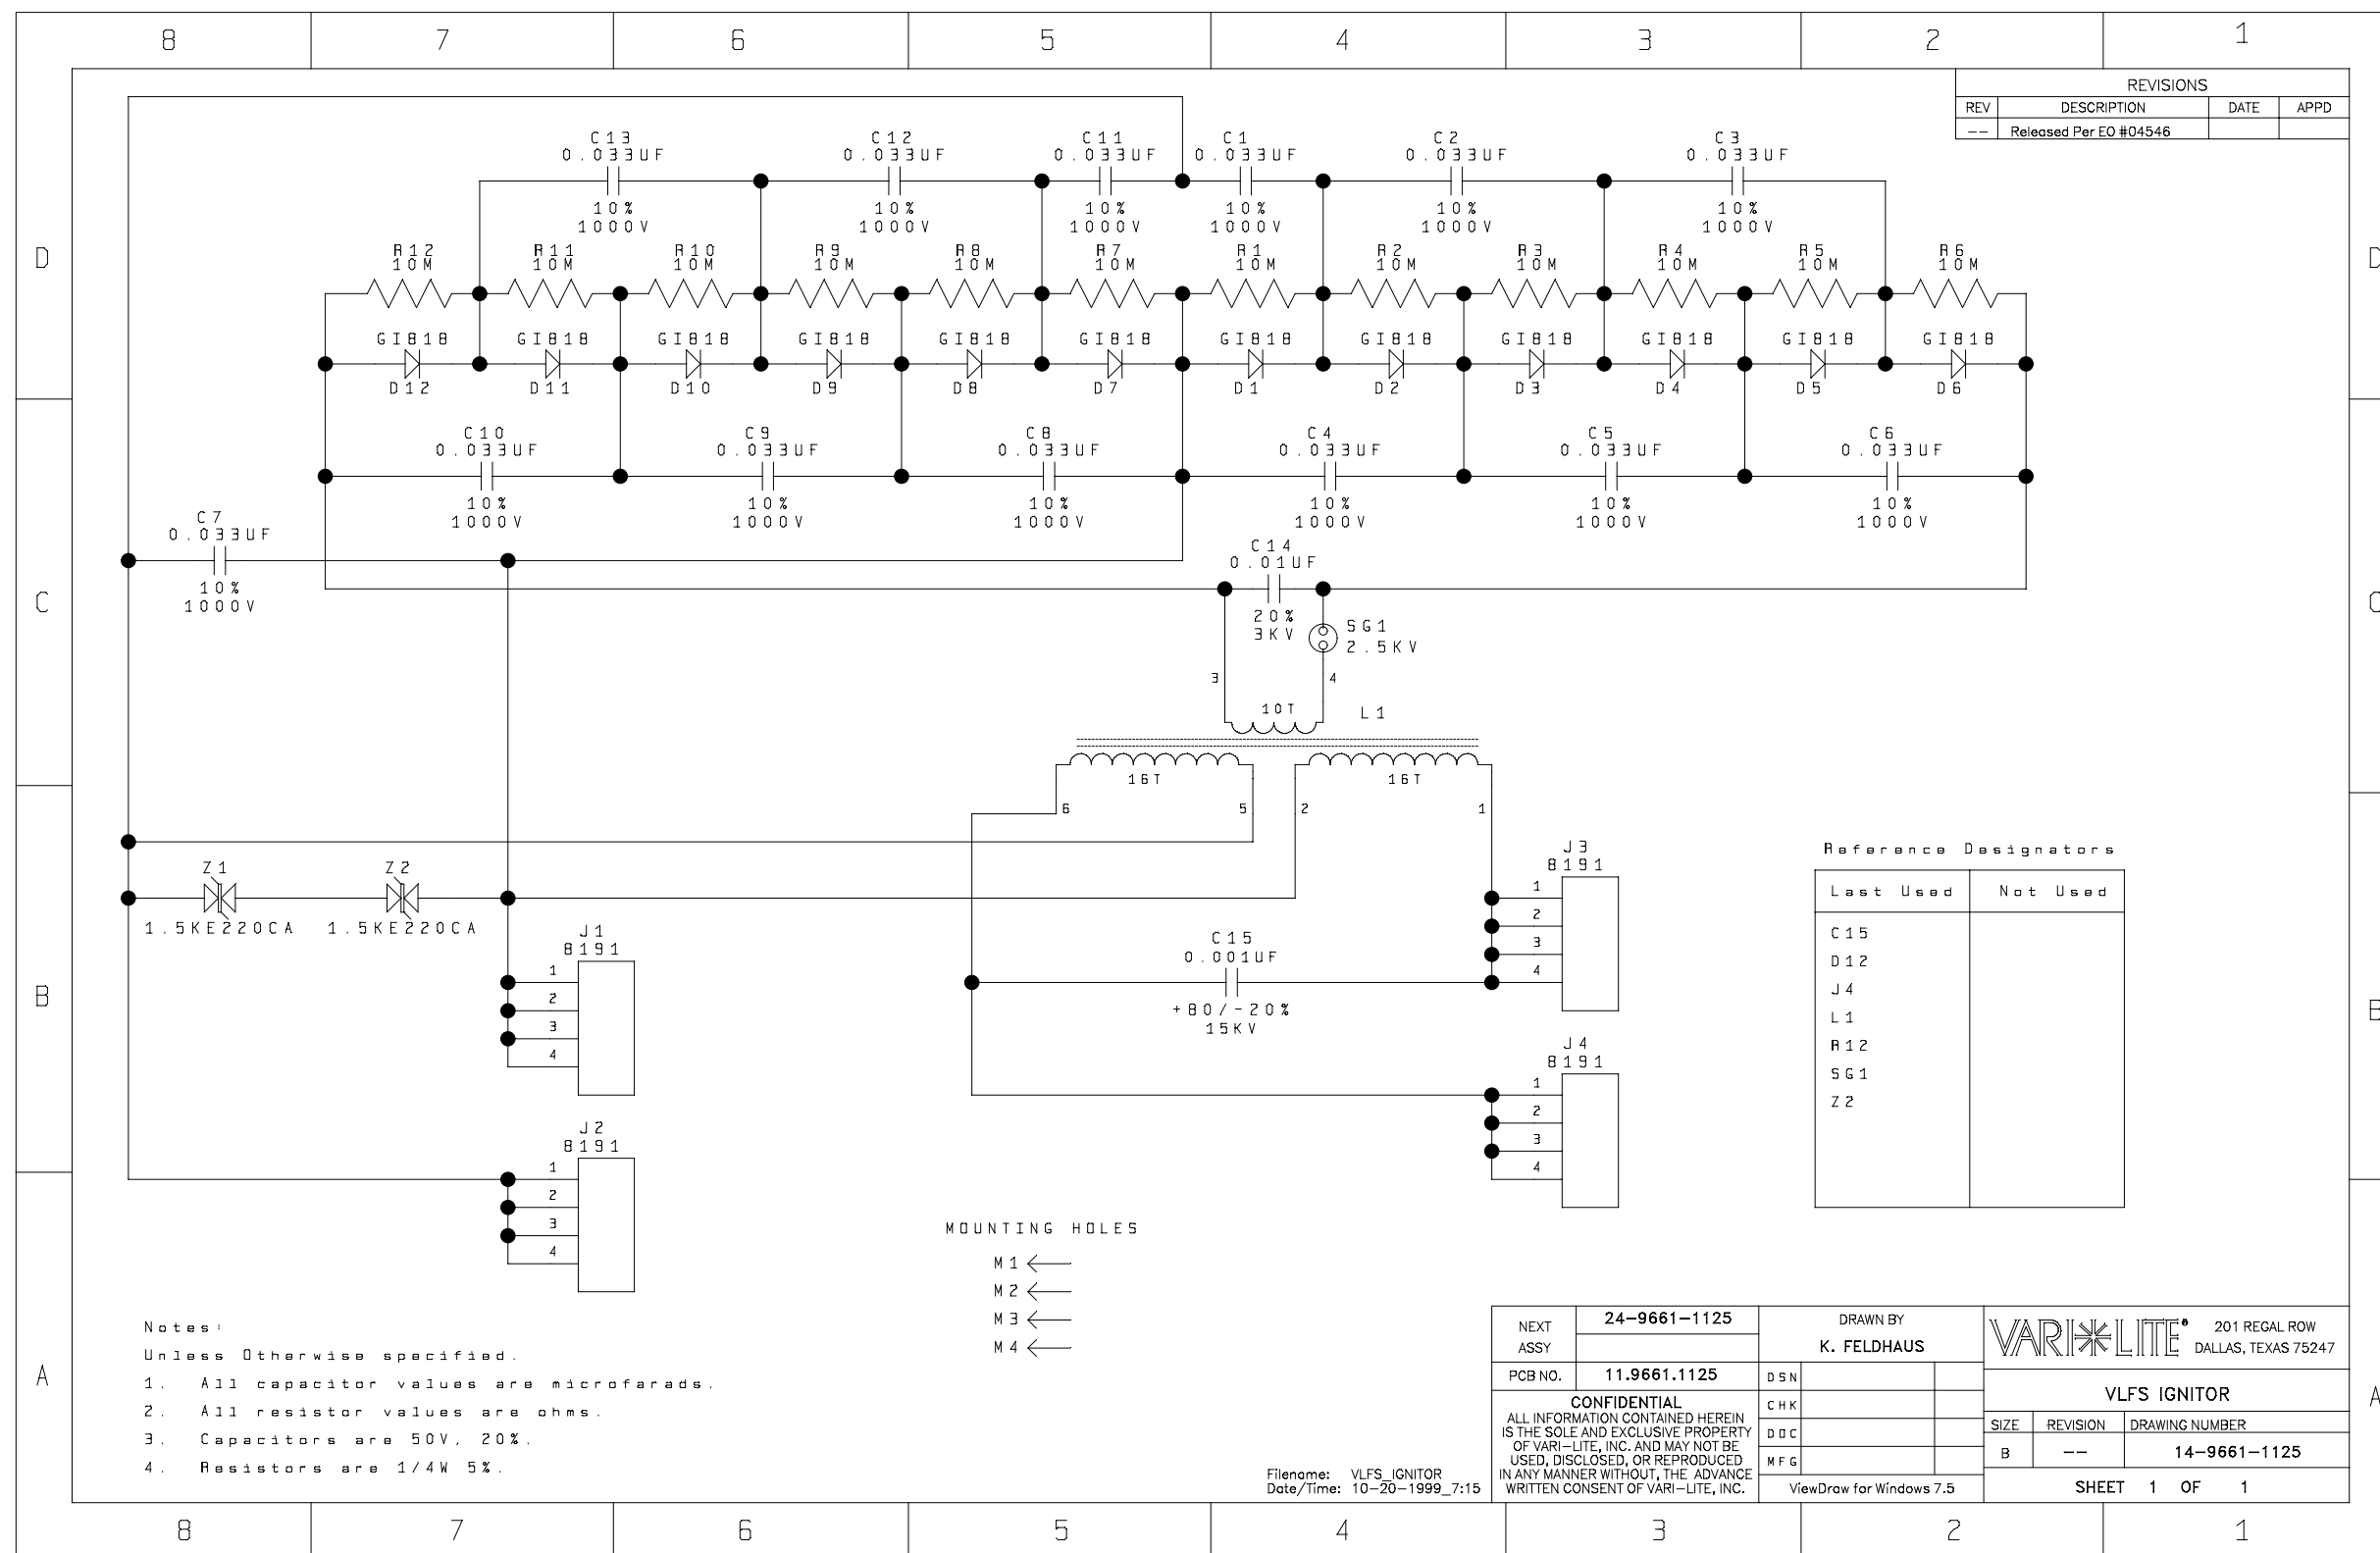 8 7 6 5 4 3 2 1
REVISIONS
REV DESCRIPTION DATE APPD
-- Released Per EO #04546
C13 C12 C11 C1 C2 C3
0.033UF 0.033UF 0.033UF 0.033UF 0.033UF 0.033UF
10% 10% 10% 10% 10% 10%
1000V 1000V 1000V 1000V 1000V 1000V
D D
R12 R11 R10 R9 R8 R7 R1 R2 R3 R4 R5 R6
10M 10M 10M 10M 10M 10M 10M 10M 10M 10M 10M 10M
GI818 GI818 GI818 GI818 GI818 GI818 GI818 GI818 GI818 GI818 GI818 GI818
D12 D11 D10 D9 D8 D7 D1 D2 D3 D4 D5 D6
C10 C9 C8 C4 C5 C6
0.033UF 0.033UF 0.033UF 0.033UF 0.033UF 0.033UF
10% 10% 10% 10% 10% 10%
1000V 1000V 1000V 1000V 1000V 1000V
C7
0.033UF
10%
1000V
C14
0.01UF
20%
3KV
SG1
2.5KV
C C
3 4
10T L1
16T 16T
6 5 2 1
Z1 Z2
1.5KE220CA 1.5KE220CA
J1
8191
1
2
3
4
J2
8191
1
2
3
4
C15
0.001UF
+80/-20%
15KV
J3
8191
1
2
3
4
J4
8191
1
2
3
4
B B
Reference Designators
Last Used Not Used
C15
D12
J4
L1
R12
SG1
Z2
MOUNTING HOLES
M1
M2
M3
M4
A A
Notes:
Unless Otherwise specified.
1. All capacitor values are microfarads.
2. All resistor values are ohms.
3. Capacitors are 50V, 20%.
4. Resistors are 1/4W 5%.
Filename: VLFS_IGNITOR
Date/Time: 10-20-1999_7:15
NEXT ASSY 24-9661-1125
PCB NO. 11.9661.1125
CONFIDENTIAL
ALL INFORMATION CONTAINED HEREIN
IS THE SOLE AND EXCLUSIVE PROPERTY
OF VARI-LITE, INC. AND MAY NOT BE
USED, DISCLOSED, OR REPRODUCED
IN ANY MANNER WITHOUT, THE ADVANCE
WRITTEN CONSENT OF VARI-LITE, INC.
DRAWN BY
K. FELDHAUS
DSN
CHK
DOC
MFG
ViewDraw for Windows 7.5
VARI*LITE®
201 REGAL ROW
DALLAS, TEXAS 75247
VLFS IGNITOR
SIZE REVISION DRAWING NUMBER
B -- 14-9661-1125
SHEET 1 OF 1
8 7 6 5 4 3 2 1